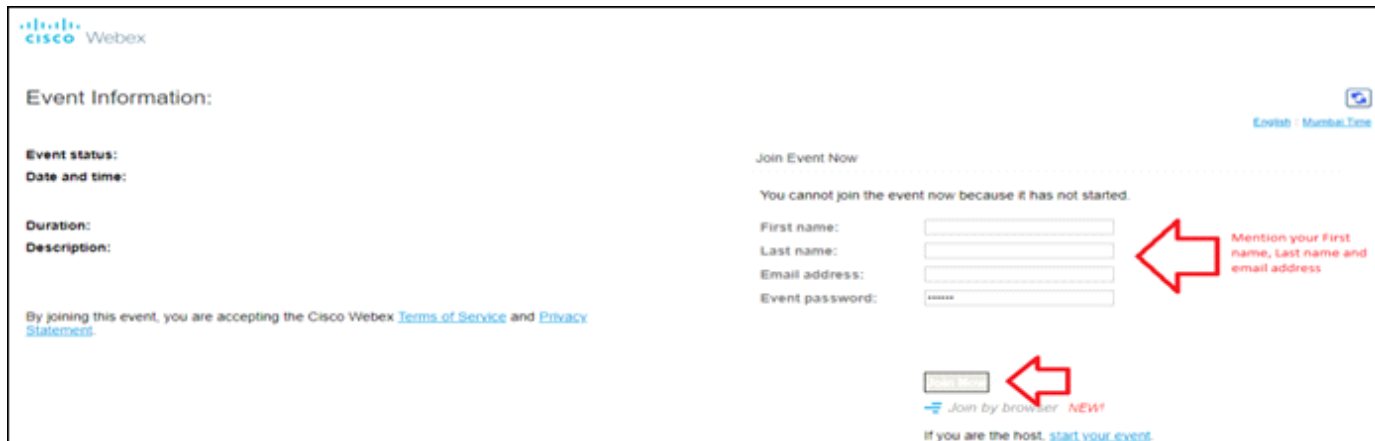 CISCO Webex
Event Information:
English : Mumbai Time
Event status:
Date and time:
Duration:
Description:
By joining this event, you are accepting the Cisco Webex Terms of Service and Privacy
Statement.
Join Event Now
You cannot join the event now because it has not started.
First name:
Last name:
Email address:
Event password:
Mention your First
name, Last name and
email address
Join Now
Join by browser NEW!
If you are the host, start your event.